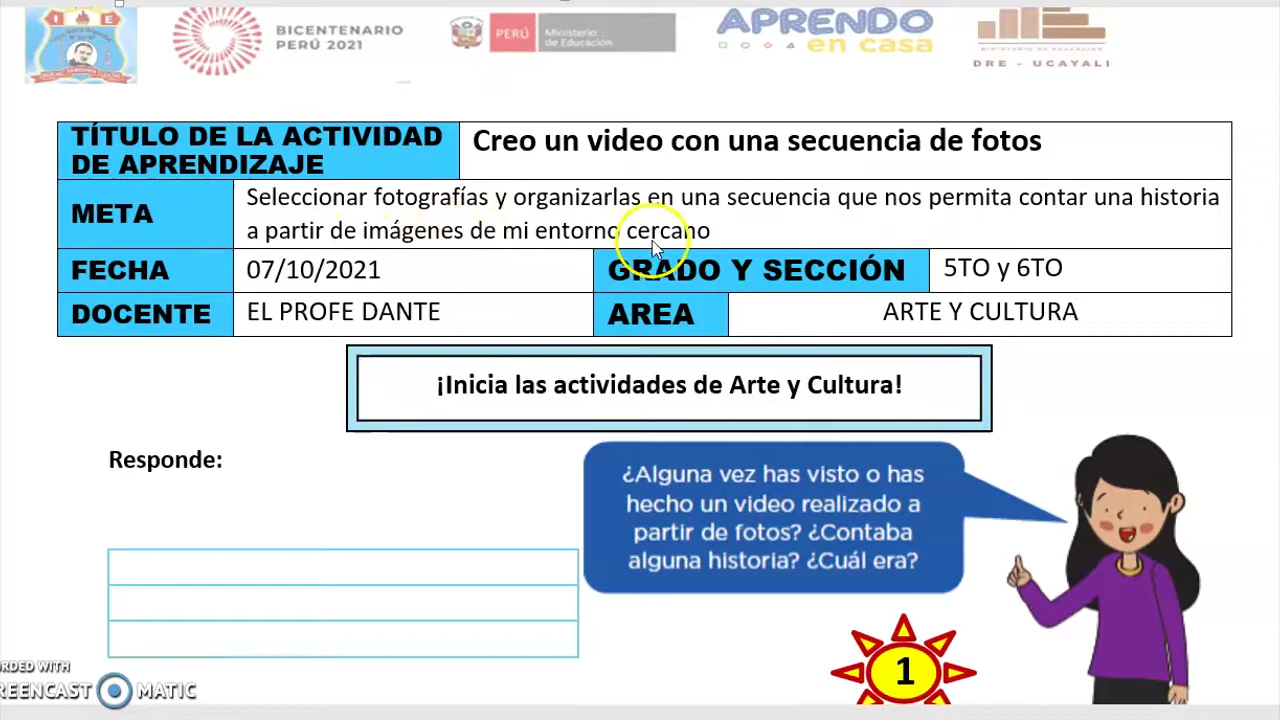 I E
BICENTENARIO
PERÚ 2021
PERÚ
Ministerio
de Educación
APRENDO
en casa
MINISTERIO DE EDUCACIÓN
DRE - UCAYALI
TÍTULO DE LA ACTIVIDAD
DE APRENDIZAJE
Creo un video con una secuencia de fotos
META
Seleccionar fotografías y organizarlas en una secuencia que nos permita contar una historia
a partir de imágenes de mi entorno cercano
FECHA
07/10/2021
GRADO Y SECCIÓN
5TO y 6TO
DOCENTE
EL PROFE DANTE
AREA
ARTE Y CULTURA
¡Inicia las actividades de Arte y Cultura!
Responde:
¿Alguna vez has visto o has
hecho un video realizado a
partir de fotos? ¿Contaba
alguna historia? ¿Cuál era?
1
ORDED WITH
REENCAST MATIC